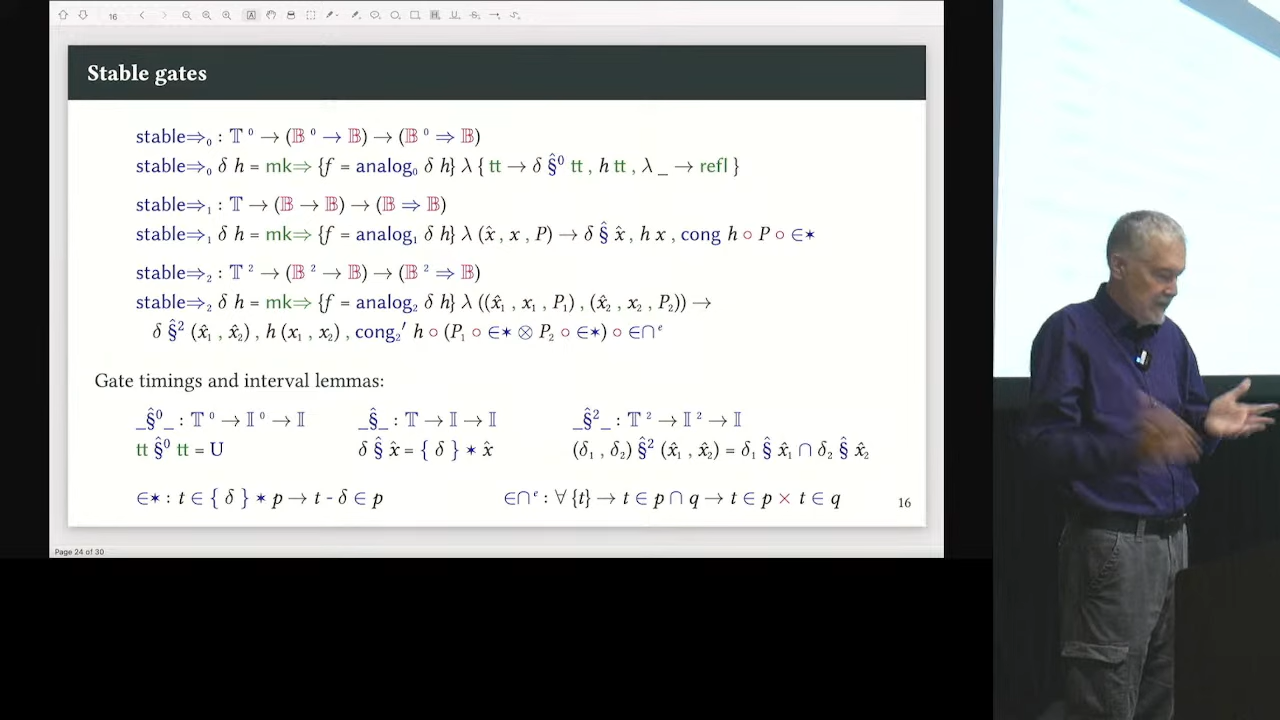 16
Stable gates
stable⇒₀ : 𝕋 ⁰ → (𝔹 ⁰ → 𝔹) → (𝔹 ⁰ ⇒ 𝔹)
stable⇒₀ δ h = mk⇒ {f = analog₀ δ h} λ { tt → δ §̂⁰ tt , h tt , λ _ → refl }
stable⇒₁ : 𝕋 → (𝔹 → 𝔹) → (𝔹 ⇒ 𝔹)
stable⇒₁ δ h = mk⇒ {f = analog₁ δ h} λ (x̂ , x , P) → δ §̂ x̂ , h x , cong h ∘ P ∘ ∈✶
stable⇒₂ : 𝕋 ² → (𝔹 ² → 𝔹) → (𝔹 ² ⇒ 𝔹)
stable⇒₂ δ h = mk⇒ {f = analog₂ δ h} λ ((x̂₁ , x₁ , P₁) , (x̂₂ , x₂ , P₂)) →
δ §̂² (x̂₁ , x̂₂) , h (x₁ , x₂) , cong₂′ h ∘ (P₁ ∘ ∈✶ ⊗ P₂ ∘ ∈✶) ∘ ∈∩ᵉ
Gate timings and interval lemmas:
_§̂⁰_ : 𝕋 ⁰ → 𝕀 ⁰ → 𝕀 _§̂_ : 𝕋 → 𝕀 → 𝕀 _§̂²_ : 𝕋 ² → 𝕀 ² → 𝕀
tt §̂⁰ tt = U δ §̂ x̂ = { δ } ✶ x̂ (δ₁ , δ₂) §̂² (x̂₁ , x̂₂) = δ₁ §̂ x̂₁ ∩ δ₂ §̂ x̂₂
∈✶ : t ∈ { δ } ✶ p → t - δ ∈ p ∈∩ᵉ : ∀ {t} → t ∈ p ∩ q → t ∈ p × t ∈ q
16
Page 24 of 30